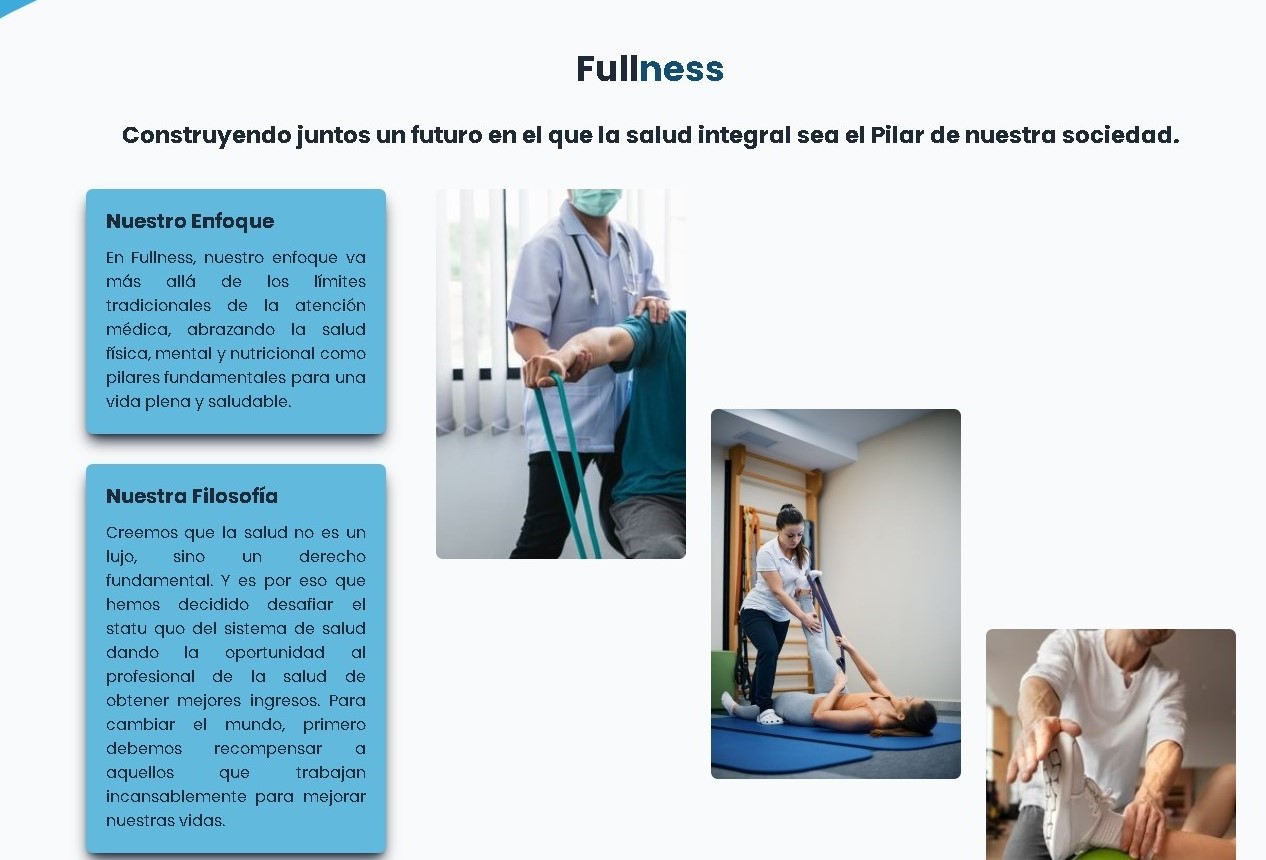 Fullness
Construyendo juntos un futuro en el que la salud integral sea el Pilar de nuestra sociedad.
Nuestro Enfoque
En Fullness, nuestro enfoque va
más allá de los límites
tradicionales de la atención
médica, abrazando la salud
física, mental y nutricional como
pilares fundamentales para una
vida plena y saludable.
Nuestra Filosofía
Creemos que la salud no es un
lujo, sino un derecho
fundamental. Y es por eso que
hemos decidido desafiar el
statu quo del sistema de salud
dando la oportunidad al
profesional de la salud de
obtener mejores ingresos. Para
cambiar el mundo, primero
debemos recompensar a
aquellos que trabajan
incansablemente para mejorar
nuestras vidas.